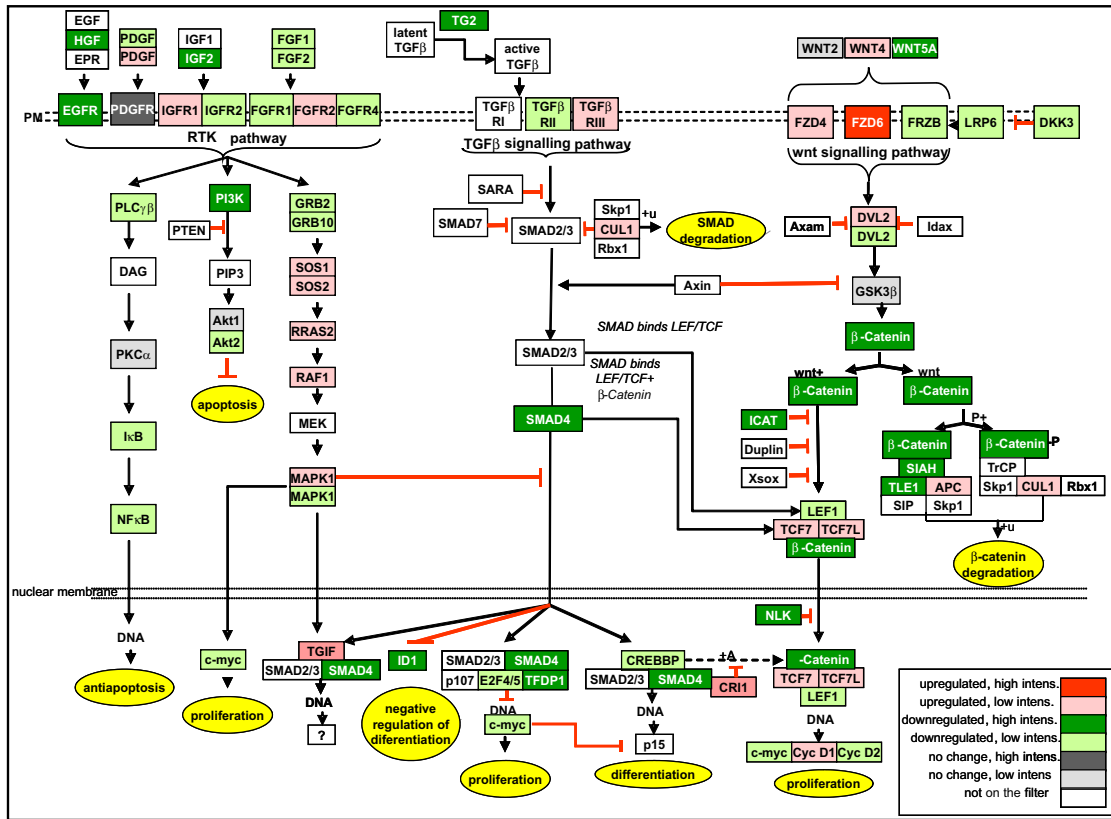 EGF
HGF
EPR
PDGF
PDGF
IGF1
IGF2
FGF1
FGF2
TG2
latent
TGFβ
active
TGFβ
WNT2 WNT4 WNT5A
PM
EGFR PDGFR IGFR1 IGFR2 FGFR1 FGFR2 FGFR4
TGFβ
RI
TGFβ
RII
TGFβ
RIII
FZD4 FZD6 FRZB LRP6 DKK3
RTK pathway
TGFβ signalling pathway
wnt signalling pathway
PLCγβ
PI3K
PTEN
GRB2
GRB10
SARA
SMAD7
SMAD2/3
Skp1
CUL1
Rbx1
+u
SMAD
degradation
Axam
DVL2
DVL2
Idax
DAG
PIP3
SOS1
SOS2
Axin
GSK3β
Akt1
Akt2
RRAS2
SMAD binds LEF/TCF
β-Catenin
PKCα
SMAD2/3
SMAD binds
LEF/TCF+
β-Catenin
RAF1
wnt+
β-Catenin
wnt
β-Catenin
apoptosis
MEK
SMAD4
ICAT
Duplin
Xsox
P+
β-Catenin
SIAH
TLE1 APC
SIP Skp1
β-Catenin-P
TrCP
Skp1 CUL1 Rbx1
IκB
MAPK1
MAPK1
NFκB
LEF1
TCF7 TCF7L
β-Catenin
+u
β-catenin
degradation
nuclear membrane
DNA
antiapoptosis
c-myc
proliferation
TGIF
SMAD2/3 SMAD4
DNA
?
ID1
negative
regulation of
diferentiation
SMAD2/3 SMAD4
p107 E2F4/5 TFDP1
DNA
c-myc
proliferation
CREBBP
SMAD2/3 SMAD4
CRI1
+A
DNA
p15
differentiation
NLK
-Catenin
TCF7 TCF7L
LEF1
DNA
c-myc Cyc D1 Cyc D2
proliferation
upregulated, high intens.
upregulated, low intens.
downregulated, high intens.
downregulated, low intens.
no change, high intens.
no change, low intens
not on the filter